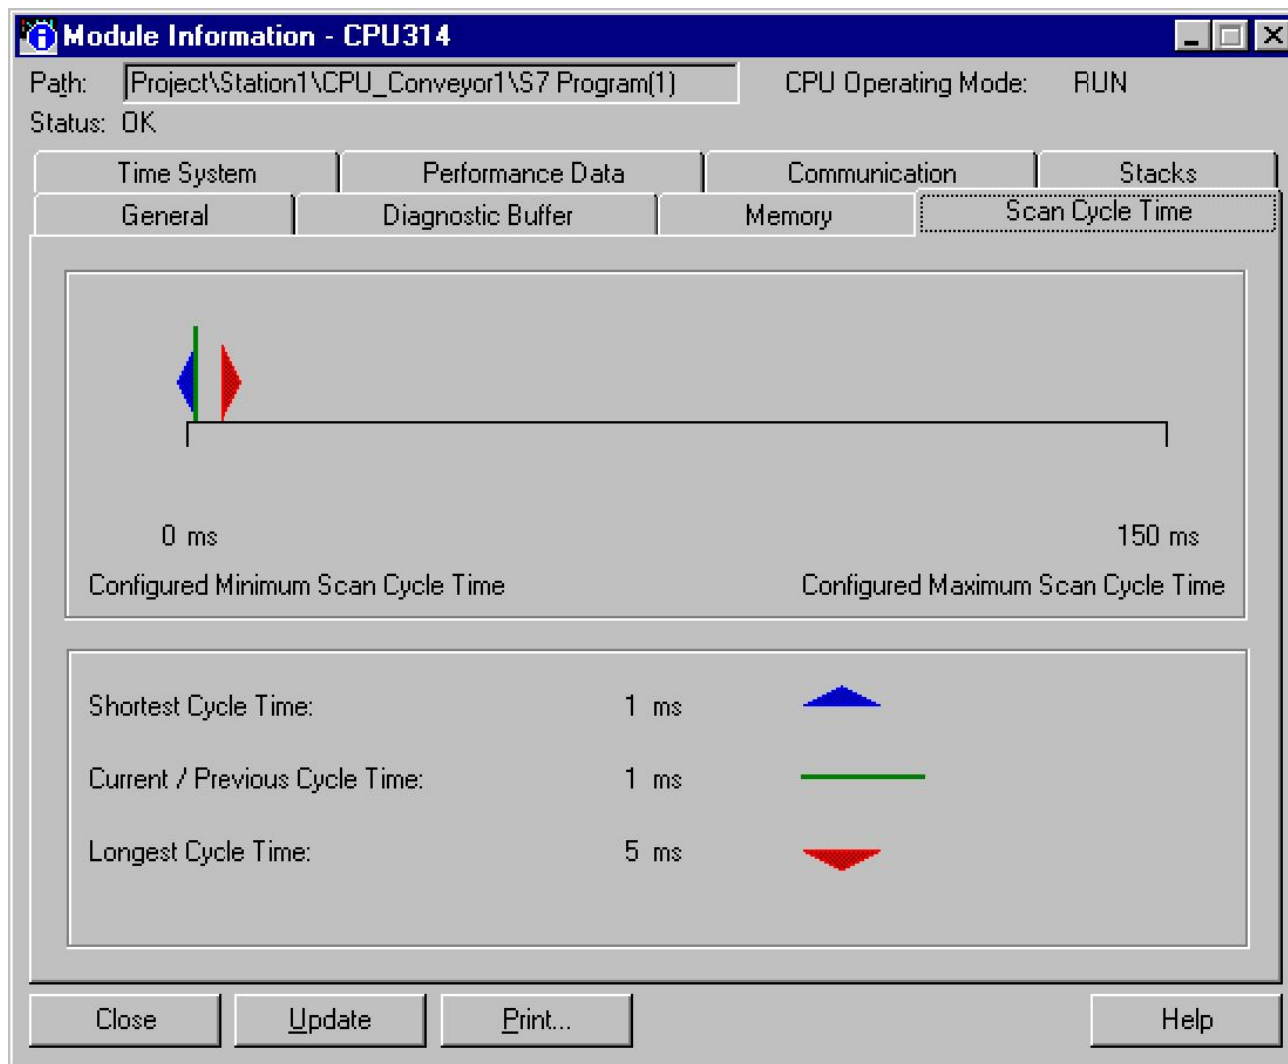 Module Information - CPU314
Path: Project\Station1\CPU_Conveyor1\S7 Program(1) CPU Operating Mode: RUN
Status: OK
Time System Performance Data Communication Stacks
General Diagnostic Buffer Memory Scan Cycle Time
0 ms 150 ms
Configured Minimum Scan Cycle Time Configured Maximum Scan Cycle Time
Shortest Cycle Time: 1 ms
Current / Previous Cycle Time: 1 ms
Longest Cycle Time: 5 ms
Close Update Print... Help